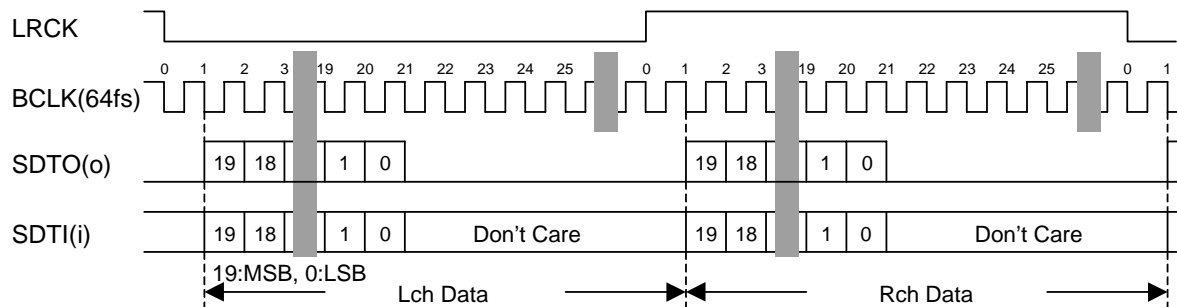 LRCK
0 1 2 3 19 20 21 22 23 24 25 0 1 2 3 19 20 21 22 23 24 25 0 1
BCLK(64fs)
SDTO(o) 19 18 1 0 19 18 1 0
SDTI(i) 19 18 1 0 Don't Care 19 18 1 0 Don't Care
19:MSB, 0:LSB
Lch Data Rch Data